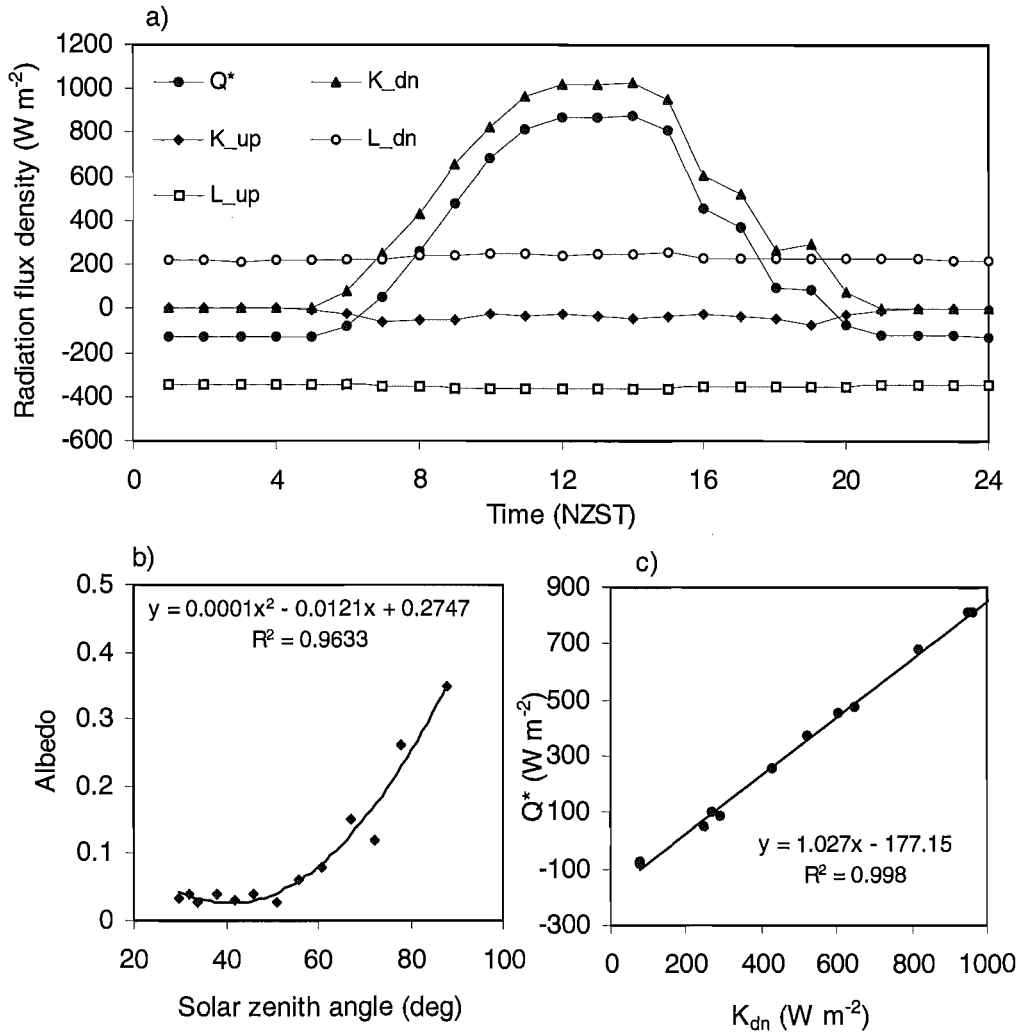 a)
Radiation flux density (W m⁻²)
1200
1000
800
600
400
200
0
-200
-400
-600
Q*
K_dn
K_up
L_dn
L_up
0 4 8 12 16 20 24
Time (NZST)
b)
Albedo
0.5
0.4
0.3
0.2
0.1
0
y = 0.0001x² - 0.0121x + 0.2747
R² = 0.9633
20 40 60 80 100
Solar zenith angle (deg)
c)
Q* (W m⁻²)
900
700
500
300
100
-100
-300
y = 1.027x - 177.15
R² = 0.998
0 200 400 600 800 1000
K_dn (W m⁻²)